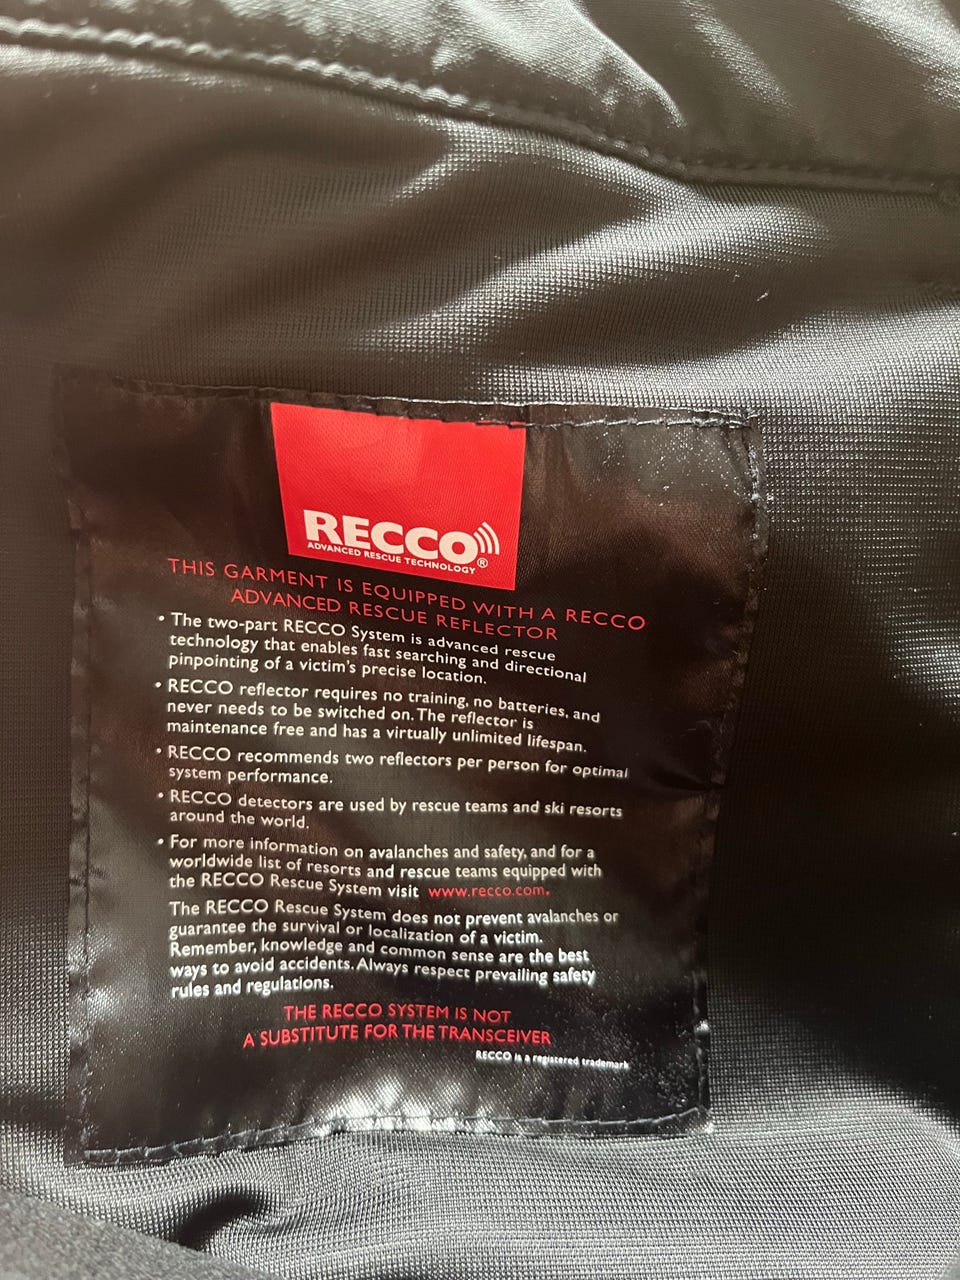 RECCO
ADVANCED RESCUE TECHNOLOGY®
THIS GARMENT IS EQUIPPED WITH A RECCO
ADVANCED RESCUE REFLECTOR
• The two-part RECCO System is advanced rescue
technology that enables fast searching and directional
pinpointing of a victim's precise location.
• RECCO reflector requires no training, no batteries, and
never needs to be switched on. The reflector is
maintenance free and has a virtually unlimited lifespan.
• RECCO recommends two reflectors per person for optimal
system performance.
• RECCO detectors are used by rescue teams and ski resorts
around the world.
• For more information on avalanches and safety, and for a
worldwide list of resorts and rescue teams equipped with
the RECCO Rescue System visit www.recco.com.
The RECCO Rescue System does not prevent avalanches or
guarantee the survival or localization of a victim.
Remember, knowledge and common sense are the best
ways to avoid accidents. Always respect prevailing safety
rules and regulations.
THE RECCO SYSTEM IS NOT
A SUBSTITUTE FOR THE TRANSCEIVER
RECCO is a registered trademark